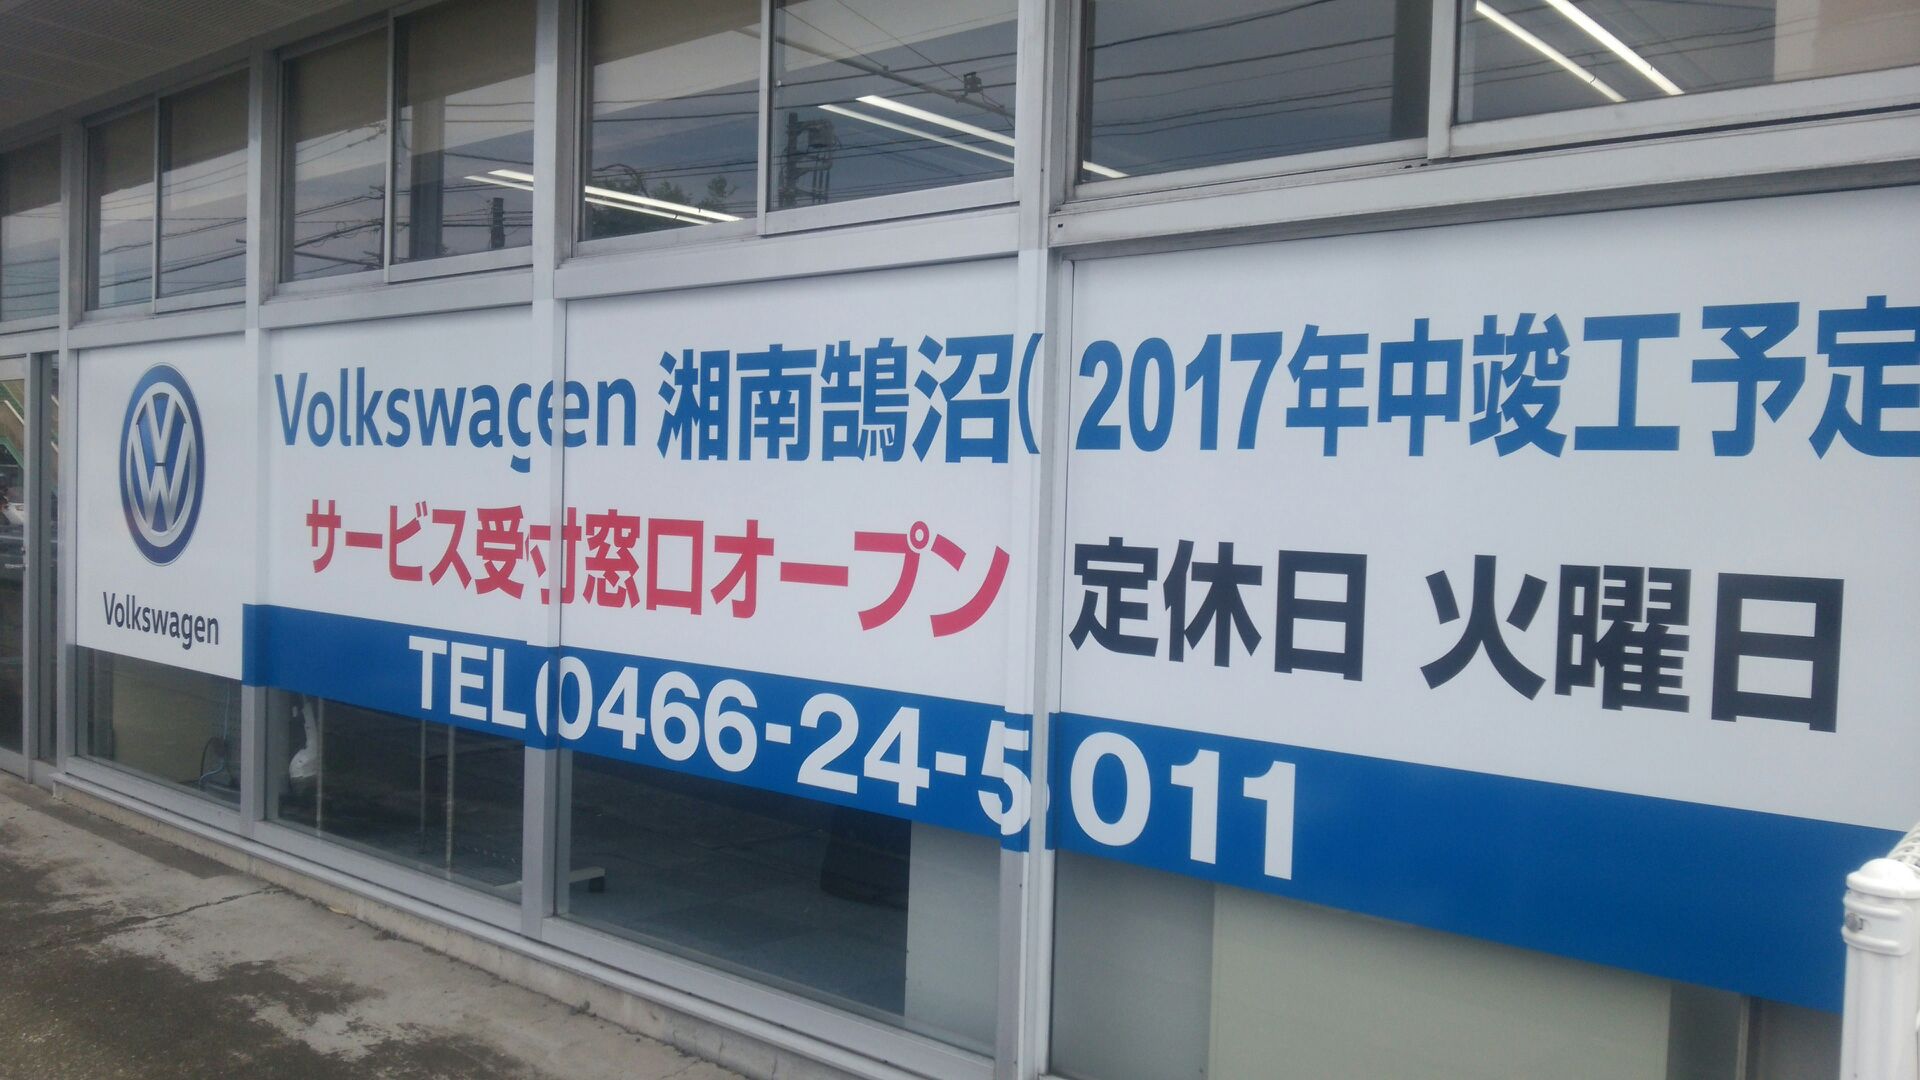 Volkswagen
Volkswagen 湘南鵠沼(2017年中竣工予定
サービス受付窓口オープン 定休日 火曜日
TEL 0466-24-5011